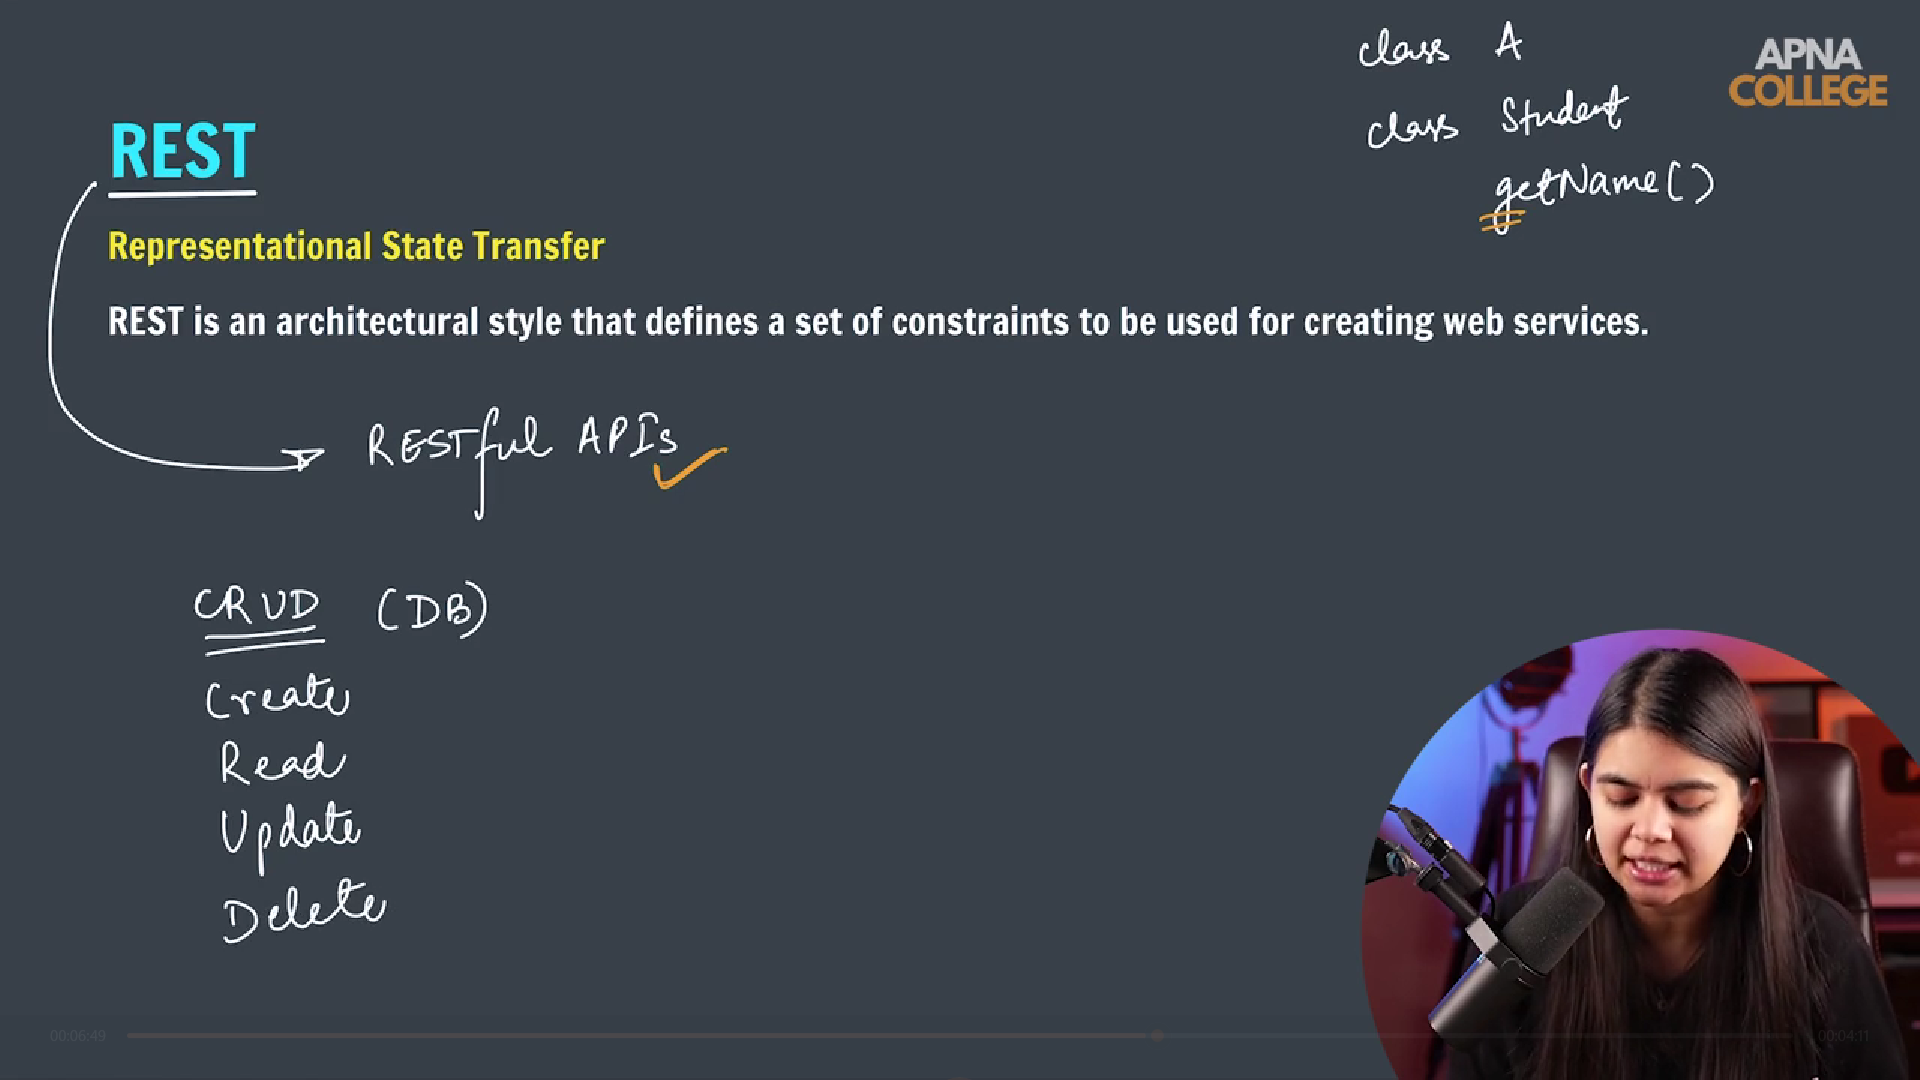 class A
APNA
COLLEGE
class Student
getName()
REST
Representational State Transfer
REST is an architectural style that defines a set of constraints to be used for creating web services.
RESTful APIs
CRUD (DB)
Create
Read
Update
Delete
00:06:49
00:04:11